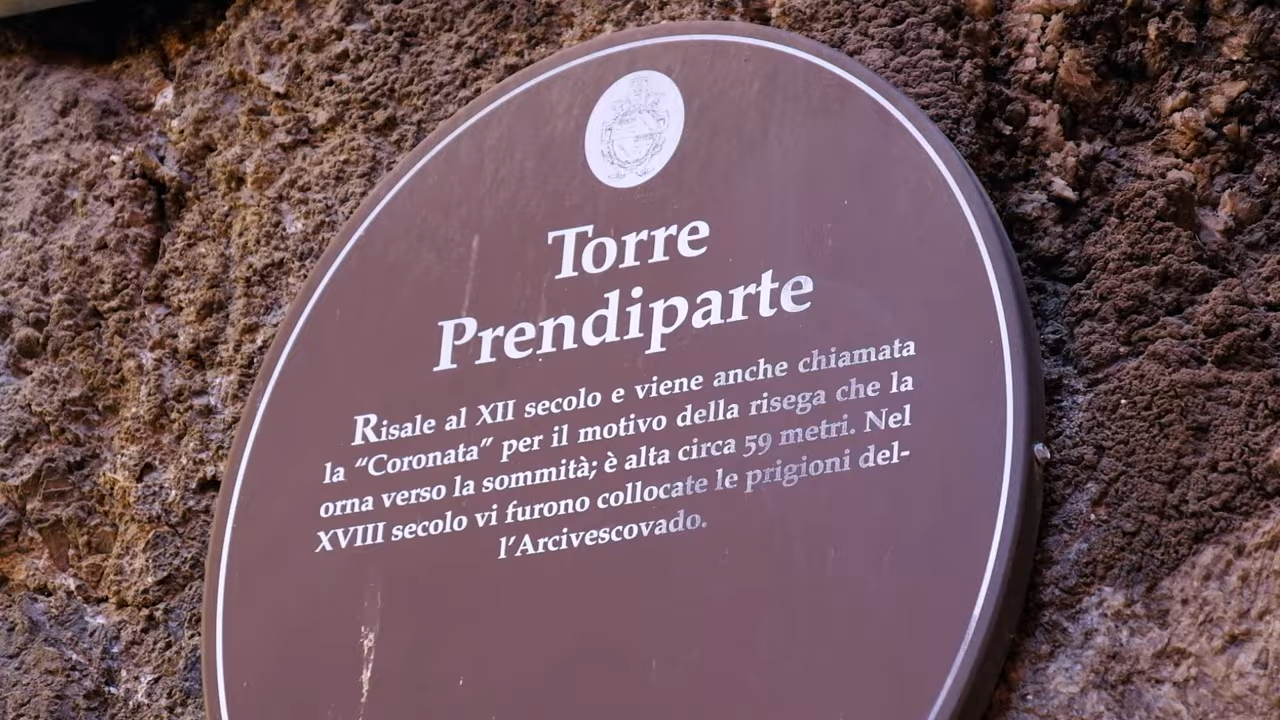 Torre
Prendiparte
Risale al XII secolo e viene anche chiamata
la “Coronata” per il motivo della risega che la
orna verso la sommità; è alta circa 59 metri. Nel
XVIII secolo vi furono collocate le prigioni del-
l’Arcivescovado.